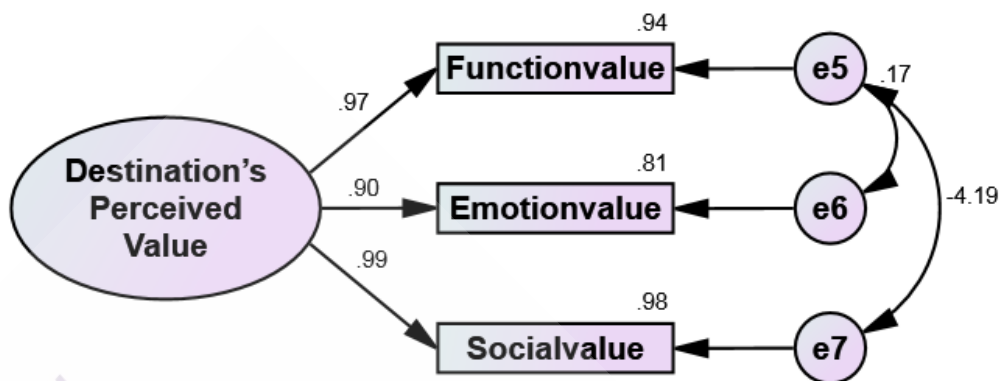 .94
Functionvalue
e5
.17
.97
Destination's
Perceived
Value
.81
.90
Emotionvalue
e6
-4.19
.99
.98
Socialvalue
e7